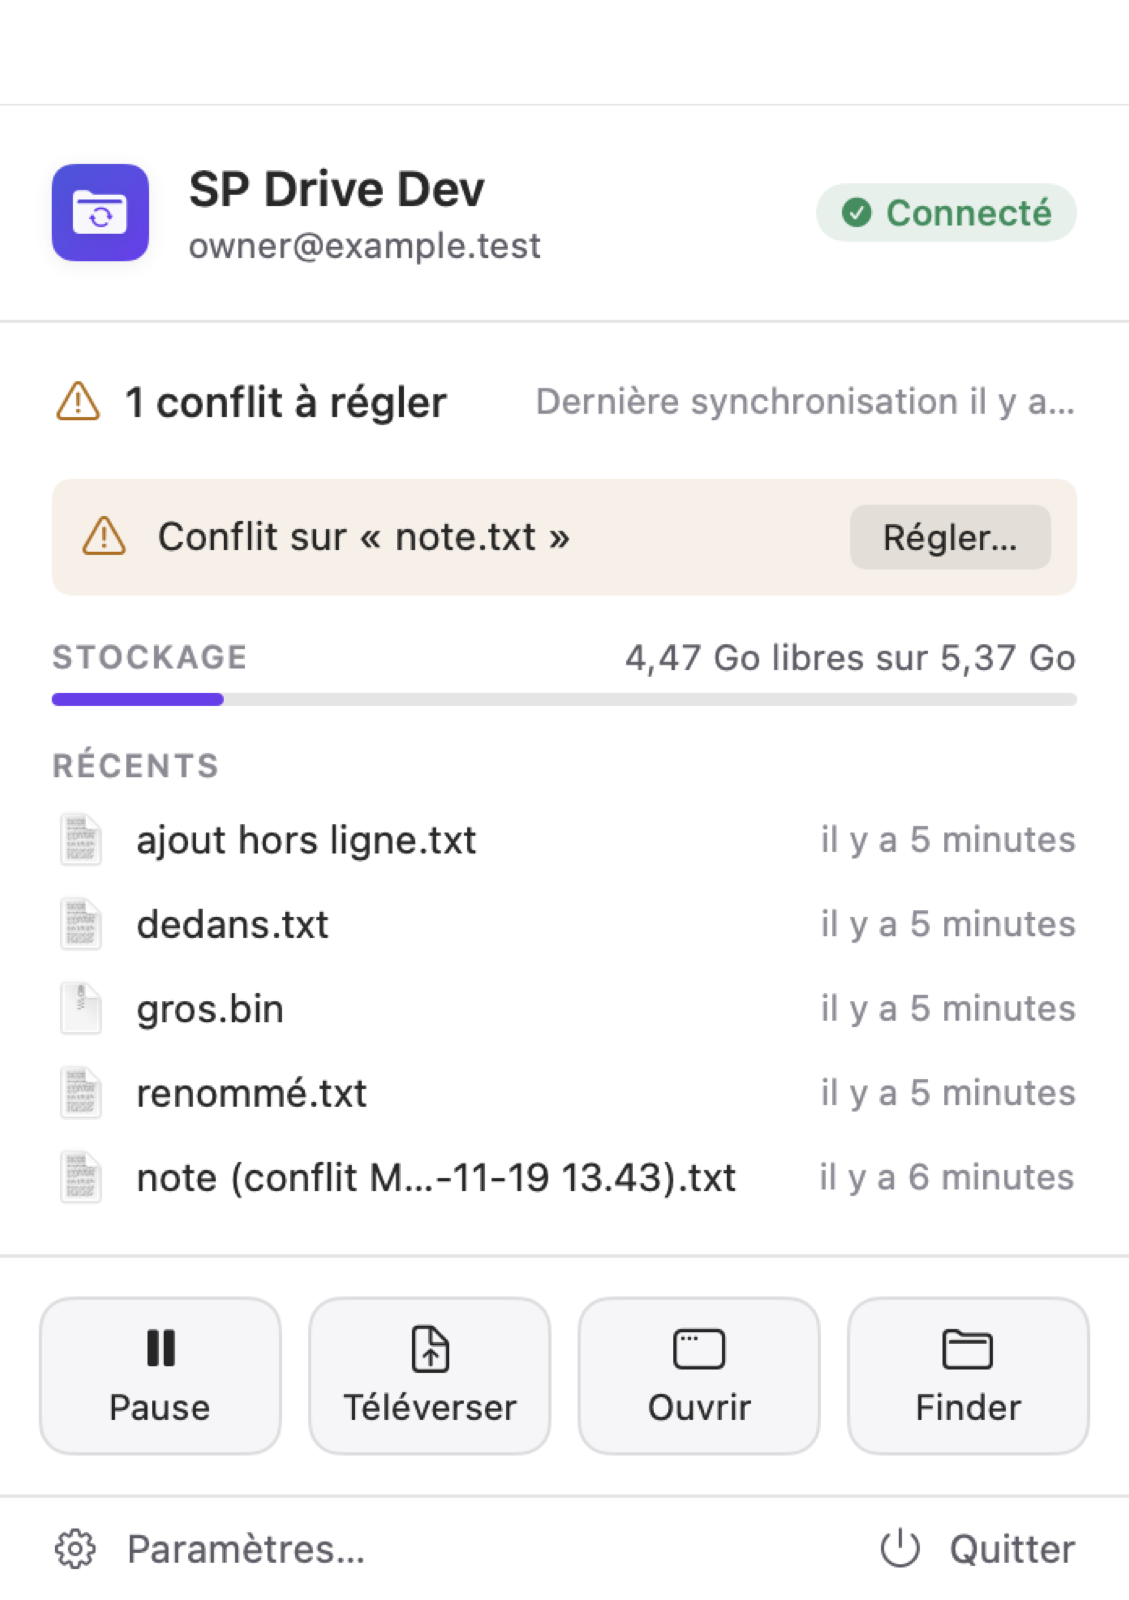 SP Drive Dev
owner@example.test
Connecté
1 conflit à régler
Dernière synchronisation il y a...
Conflit sur « note.txt »
Régler...
STOCKAGE
4,47 Go libres sur 5,37 Go
RÉCENTS
ajout hors ligne.txt
il y a 5 minutes
dedans.txt
il y a 5 minutes
gros.bin
il y a 5 minutes
renommé.txt
il y a 5 minutes
note (conflit M...-11-19 13.43).txt
il y a 6 minutes
Pause
Téléverser
Ouvrir
Finder
Paramètres...
Quitter